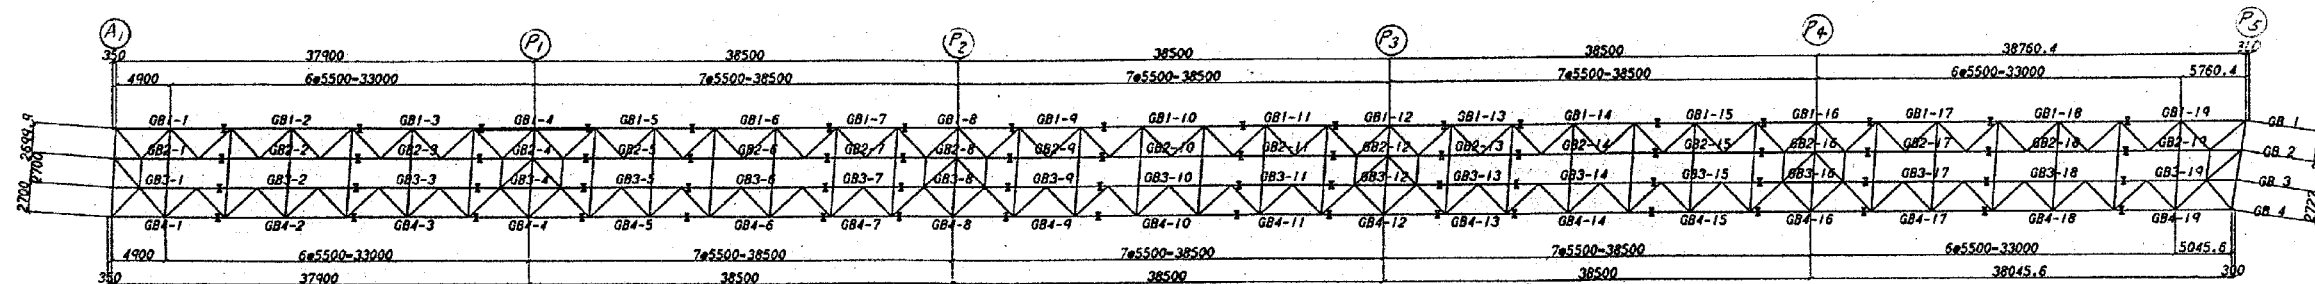 A1 P1 P2 P3 P4 P5
350 37900 38500 38500 38500 38760.4
4900 6@5500=33000 7@5500=38500 7@5500=38500 7@5500=38500 6@5500=33000 5760.4
GB1-1 GB1-2 GB1-3 GB1-4 GB1-5 GB1-6 GB1-7 GB1-8 GB1-9 GB1-10 GB1-11 GB1-12 GB1-13 GB1-14 GB1-15 GB1-16 GB1-17 GB1-18 GB1-19 GB 1
2699.9
GB2-1 GB2-2 GB2-3 GB2-4 GB2-5 GB2-6 GB2-7 GB2-8 GB2-9 GB2-10 GB2-11 GB2-12 GB2-13 GB2-14 GB2-15 GB2-16 GB2-17 GB2-18 GB2-19 GB 2
2700
GB3-1 GB3-2 GB3-3 GB3-4 GB3-5 GB3-6 GB3-7 GB3-8 GB3-9 GB3-10 GB3-11 GB3-12 GB3-13 GB3-14 GB3-15 GB3-16 GB3-17 GB3-18 GB3-19 GB 3
2700
GB4-1 GB4-2 GB4-3 GB4-4 GB4-5 GB4-6 GB4-7 GB4-8 GB4-9 GB4-10 GB4-11 GB4-12 GB4-13 GB4-14 GB4-15 GB4-16 GB4-17 GB4-18 GB4-19 GB 4
4900 6@5500=33000 7@5500=38500 7@5500=38500 7@5500=38500 6@5500=33000 5045.6
350 37900 38500 38500 38500 38045.6 300